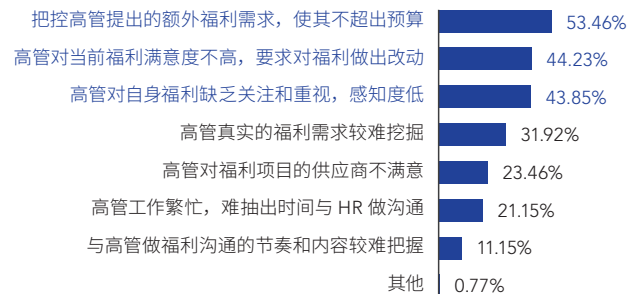 把控高管提出的额外福利需求，使其不超出预算 53.46%
高管对当前福利满意度不高，要求对福利做出改动 44.23%
高管对自身福利缺乏关注和重视，感知度低 43.85%
高管真实的福利需求较难挖掘 31.92%
高管对福利项目的供应商不满意 23.46%
高管工作繁忙，难抽出时间与 HR 做沟通 21.15%
与高管做福利沟通的节奏和内容较难把握 11.15%
其他 0.77%